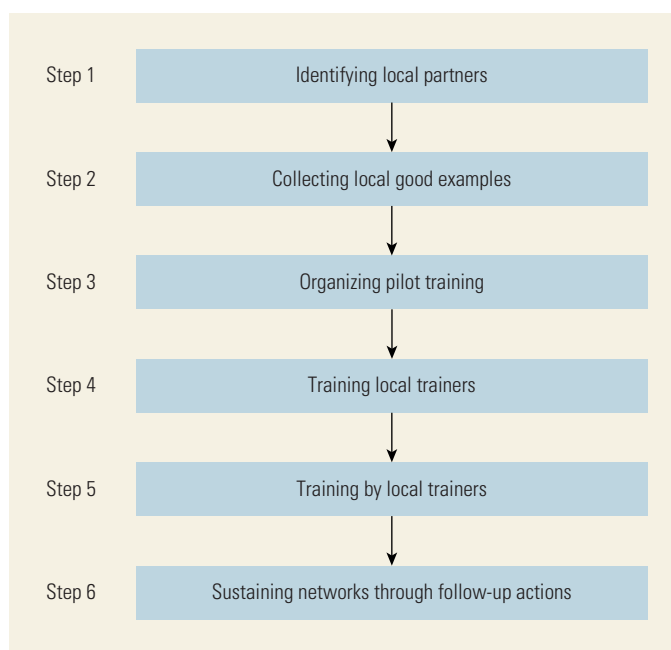 Step 1 Identifying local partners
Step 2 Collecting local good examples
Step 3 Organizing pilot training
Step 4 Training local trainers
Step 5 Training by local trainers
Step 6 Sustaining networks through follow-up actions